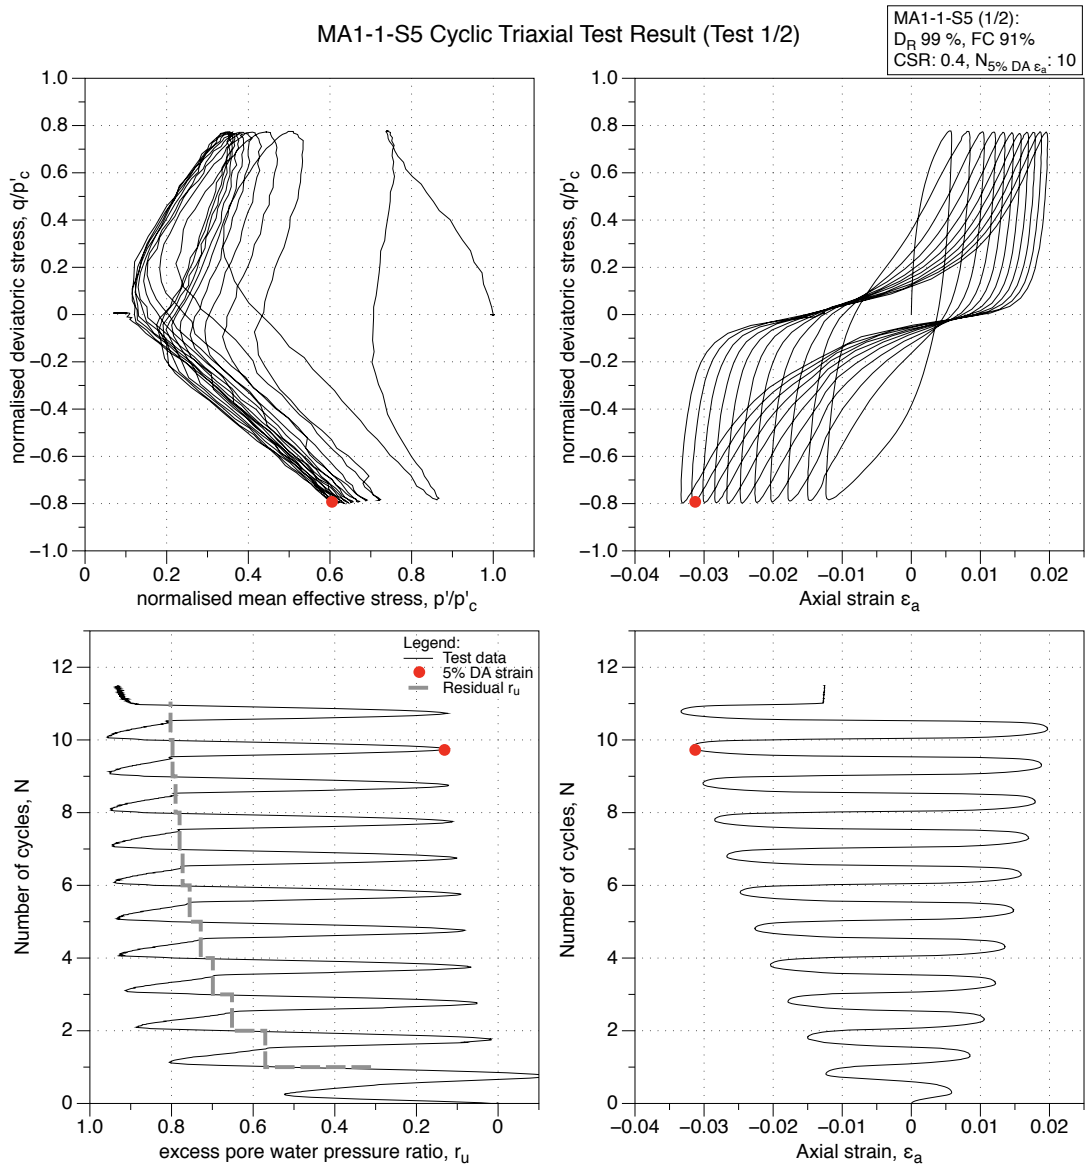 MA1-1-S5 Cyclic Triaxial Test Result (Test 1/2)
MA1-1-S5 (1/2):
D_R 99 %, FC 91%
CSR: 0.4, N_5% DA ε_a: 10
1.0
0.8
0.6
0.4
0.2
0
−0.2
−0.4
−0.6
−0.8
−1.0
normalised deviatoric stress, q/p'_c
0 0.2 0.4 0.6 0.8 1.0
normalised mean effective stress, p'/p'_c
1.0
0.8
0.6
0.4
0.2
0
−0.2
−0.4
−0.6
−0.8
−1.0
normalised deviatoric stress, q/p'_c
−0.04 −0.03 −0.02 −0.01 0 0.01 0.02
Axial strain ε_a
Legend:
Test data
5% DA strain
Residual r_u
12
10
8
6
4
2
0
Number of cycles, N
1.0 0.8 0.6 0.4 0.2 0
excess pore water pressure ratio, r_u
12
10
8
6
4
2
0
Number of cycles, N
−0.04 −0.03 −0.02 −0.01 0 0.01 0.02
Axial strain, ε_a